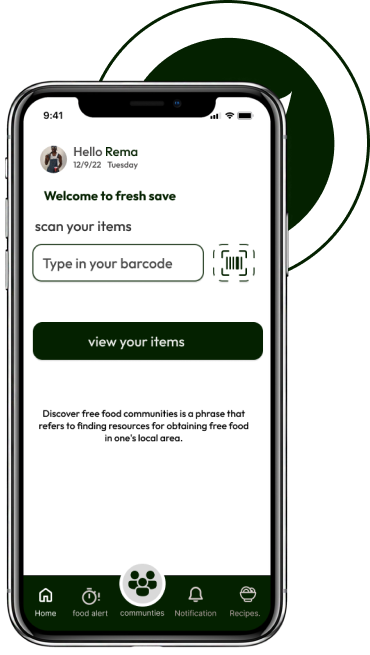 9:41
Hello Rema
12/9/22 Tuesday
Welcome to fresh save
scan your items
Type in your barcode
view your items
Discover free food communities is a phrase that
refers to finding resources for obtaining free food
in one's local area.
Home food alert communties Notification Recipes.